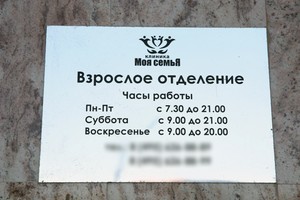 КЛИНИКА
Моя семьЯ
Взрослое отделение
Часы работы
Пн-Пт с 7.30 до 21.00
Суббота с 9.00 до 21.00
Воскресенье с 9.00 до 20.00